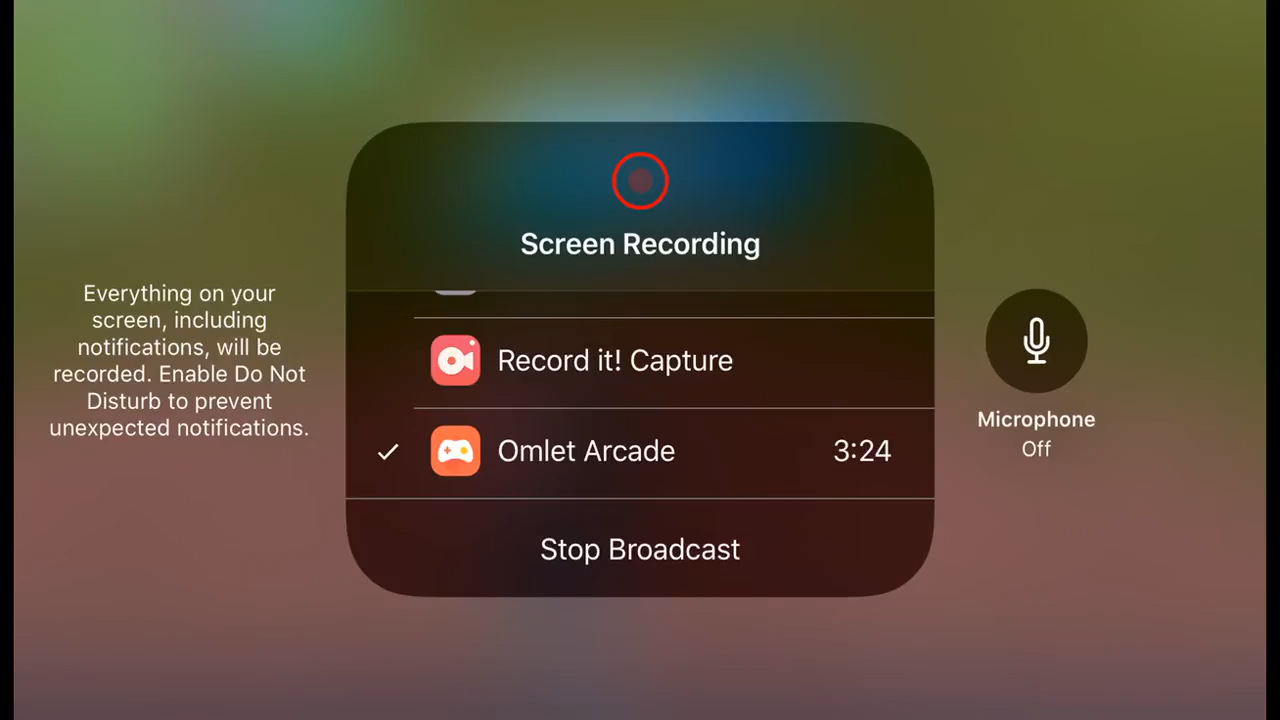 Screen Recording
Everything on your
screen, including
notifications, will be
recorded. Enable Do Not
Disturb to prevent
unexpected notifications.
Record it! Capture
Omlet Arcade 3:24
Stop Broadcast
Microphone
Off